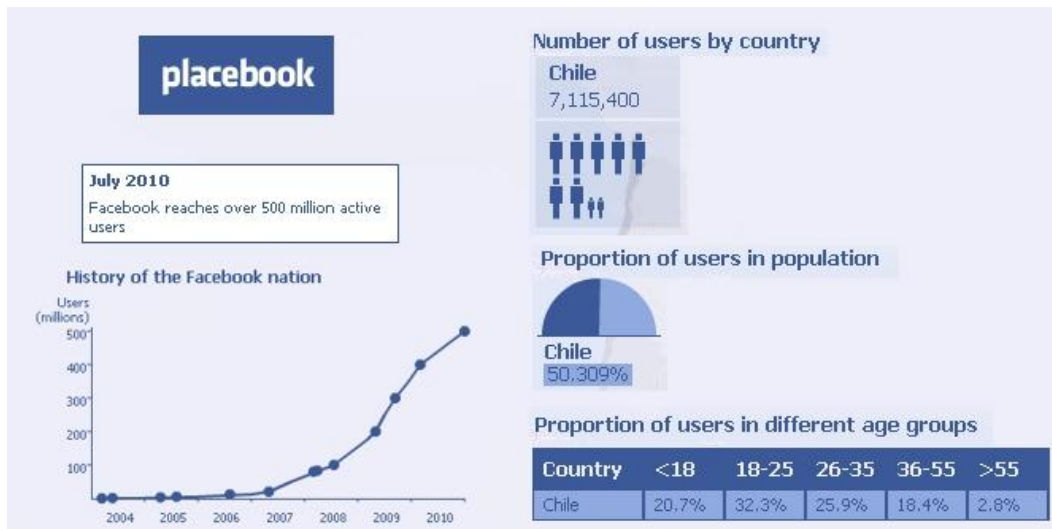 placebook
July 2010
Facebook reaches over 500 million active
users
History of the Facebook nation
Users
(millions)
500
400
300
200
100
2004 2005 2006 2007 2008 2009 2010
Number of users by country
Chile
7,115,400
Proportion of users in population
Chile
50.309%
Proportion of users in different age groups
Country <18 18-25 26-35 36-55 >55
Chile 20.7% 32.3% 25.9% 18.4% 2.8%